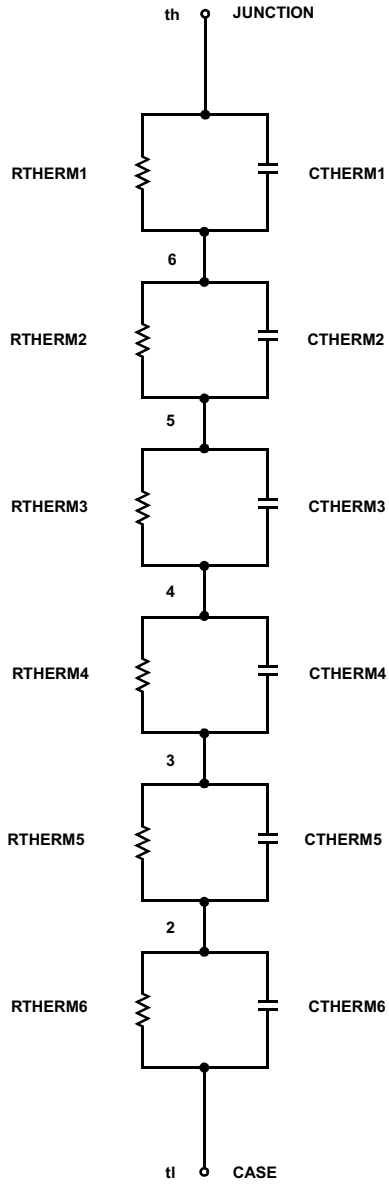 th JUNCTION
RTHERM1 CTHERM1
6
RTHERM2 CTHERM2
5
RTHERM3 CTHERM3
4
RTHERM4 CTHERM4
3
RTHERM5 CTHERM5
2
RTHERM6 CTHERM6
tl CASE